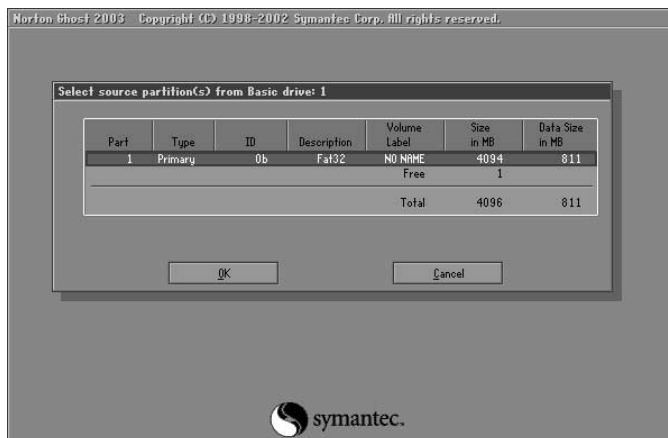 Norton Ghost 2003 Copyright (C) 1998-2002 Symantec Corp. All rights reserved.
Select source partition(s) from Basic drive: 1
Part Type ID Description Volume Label Size in MB Data Size in MB
1 Primary 0b Fat32 NO NAME 4094 811
Free 1
Total 4096 811
OK Cancel
symantec.